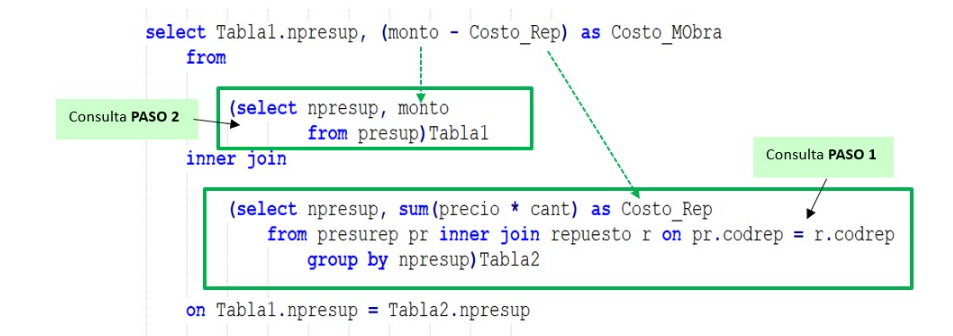 select Tabla1.npresup, (monto - Costo_Rep) as Costo_MObra
from
(select npresup, monto
Consulta PASO 2
from presup)Tabla1
inner join
Consulta PASO 1
(select npresup, sum(precio * cant) as Costo_Rep
from presurep pr inner join repuesto r on pr.codrep = r.codrep
group by npresup)Tabla2
on Tabla1.npresup = Tabla2.npresup